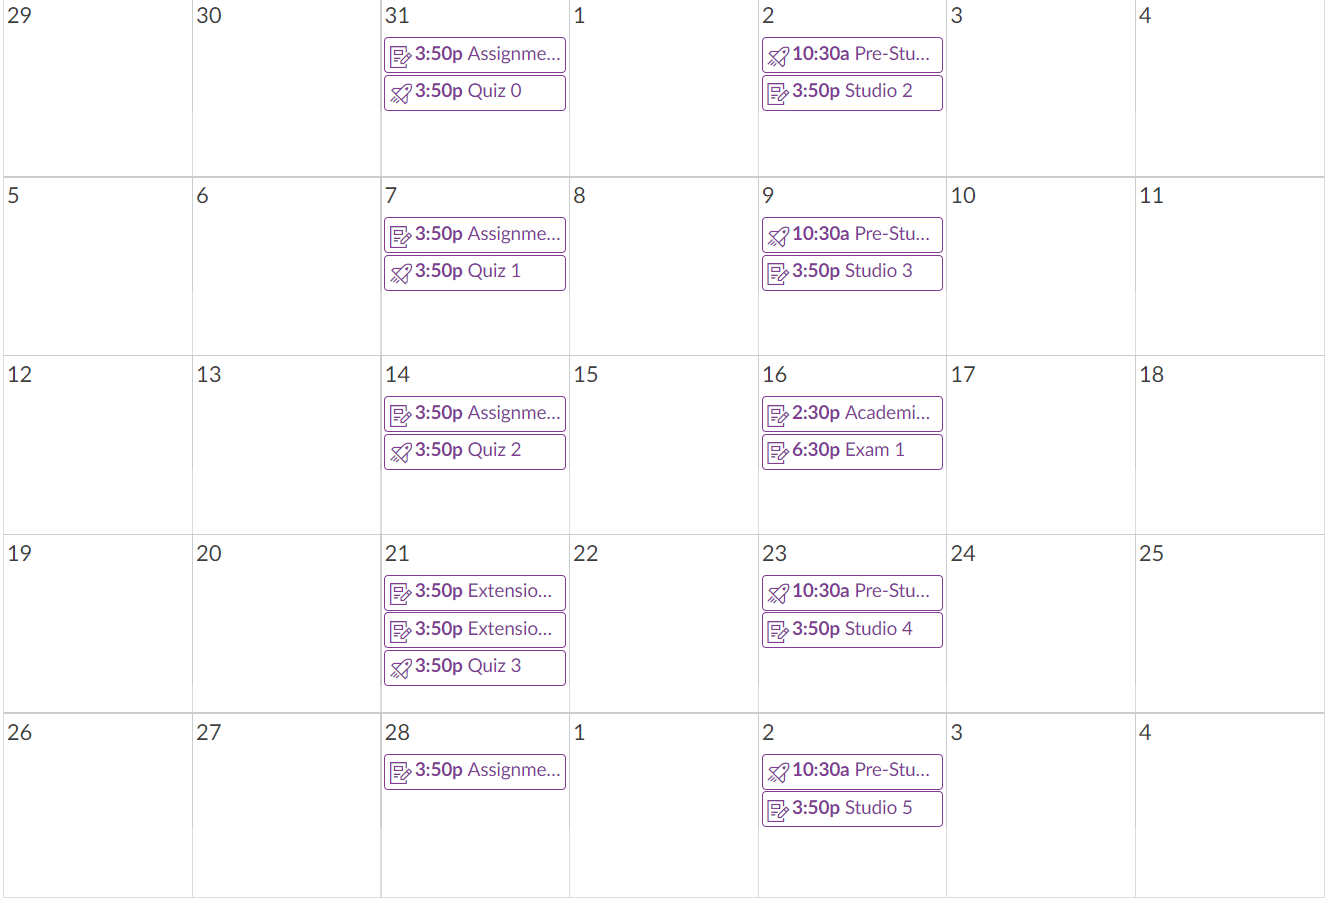 29 30 31 1 2 3 4
3:50p Assignme... 10:30a Pre-Stu...
3:50p Quiz 0 3:50p Studio 2
5 6 7 8 9 10 11
3:50p Assignme... 10:30a Pre-Stu...
3:50p Quiz 1 3:50p Studio 3
12 13 14 15 16 17 18
3:50p Assignme... 2:30p Academi...
3:50p Quiz 2 6:30p Exam 1
19 20 21 22 23 24 25
3:50p Extensio... 10:30a Pre-Stu...
3:50p Extensio... 3:50p Studio 4
3:50p Quiz 3
26 27 28 1 2 3 4
3:50p Assignme... 10:30a Pre-Stu...
3:50p Studio 5